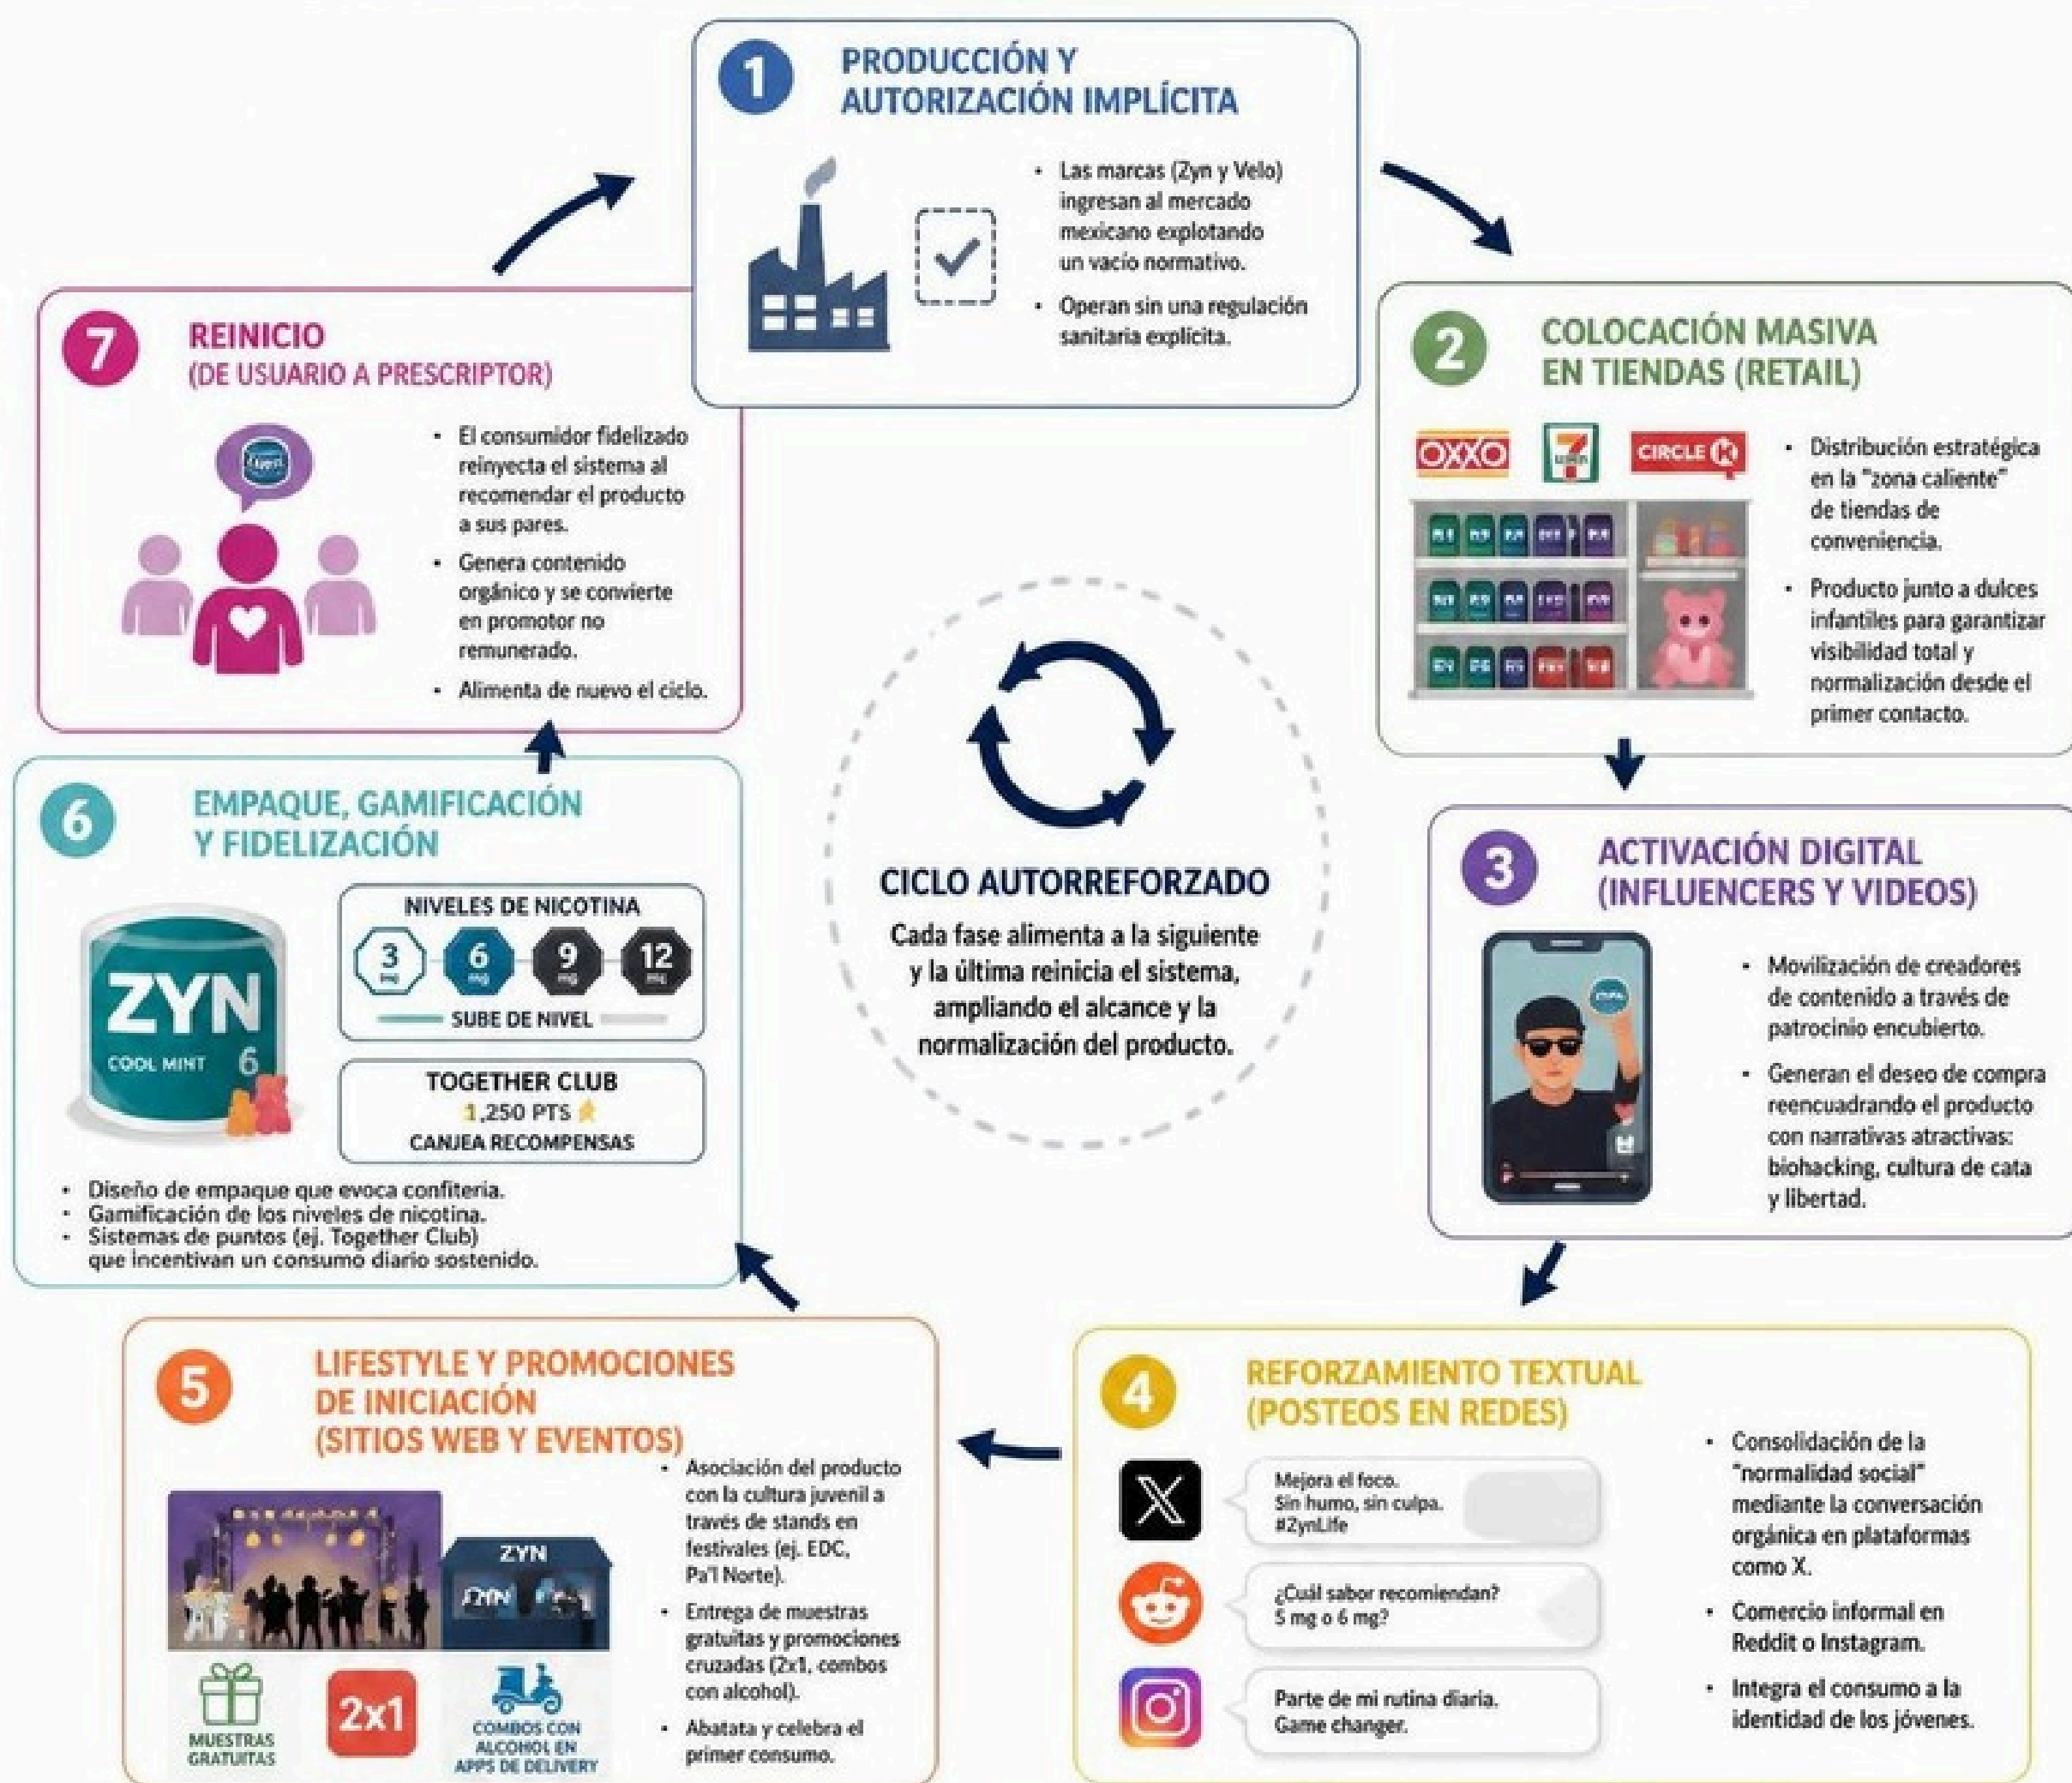 1
PRODUCCIÓN Y
AUTORIZACIÓN IMPLÍCITA
• Las marcas (Zyn y Velo)
ingresan al mercado
mexicano explotando
un vacío normativo.
• Operan sin una regulación
sanitaria explícita.
2
COLOCACIÓN MASIVA
EN TIENDAS (RETAIL)
OXXO
7
CIRCLE K
• Distribución estratégica
en la "zona caliente"
de tiendas de
conveniencia.
• Producto junto a dulces
infantiles para garantizar
visibilidad total y
normalización desde el
primer contacto.
3
ACTIVACIÓN DIGITAL
(INFLUENCERS Y VIDEOS)
• Movilización de creadores
de contenido a través de
patrocinio encubierto.
• Generan el deseo de compra
reencuadrando el producto
con narrativas atractivas:
biohacking, cultura de cata
y libertad.
4
REFORZAMIENTO TEXTUAL
(POSTEOS EN REDES)
X
Mejora el foco.
Sin humo, sin culpa.
#ZynLife
¿Cuál sabor recomiendan?
5 mg o 6 mg?
Parte de mi rutina diaria.
Game changer.
• Consolidación de la
"normalidad social"
mediante la conversación
orgánica en plataformas
como X.
• Comercio informal en
Reddit o Instagram.
• Integra el consumo a la
identidad de los jóvenes.
5
LIFESTYLE Y PROMOCIONES
DE INICIACIÓN
(SITIOS WEB Y EVENTOS)
ZYN
MUESTRAS
GRATUITAS
2x1
COMBOS CON
ALCOHOL EN
APPS DE DELIVERY
• Asociación del producto
con la cultura juvenil a
través de stands en
festivales (ej. EDC,
Pa'l Norte).
• Entrega de muestras
gratuitas y promociones
cruzadas (2x1, combos
con alcohol).
• Abatata y celebra el
primer consumo.
6
EMPAQUE, GAMIFICACIÓN
Y FIDELIZACIÓN
ZYN
COOL MINT 6
NIVELES DE NICOTINA
3 mg 6 mg 9 mg 12 mg
SUBE DE NIVEL
TOGETHER CLUB
1,250 PTS
CANJEA RECOMPENSAS
• Diseño de empaque que evoca confitería.
• Gamificación de los niveles de nicotina.
• Sistemas de puntos (ej. Together Club)
que incentivan un consumo diario sostenido.
7
REINICIO
(DE USUARIO A PRESCRIPTOR)
• El consumidor fidelizado
reinyecta el sistema al
recomendar el producto
a sus pares.
• Genera contenido
orgánico y se convierte
en promotor no
remunerado.
• Alimenta de nuevo el ciclo.
CICLO AUTORREFORZADO
Cada fase alimenta a la siguiente
y la última reinicia el sistema,
ampliando el alcance y la
normalización del producto.